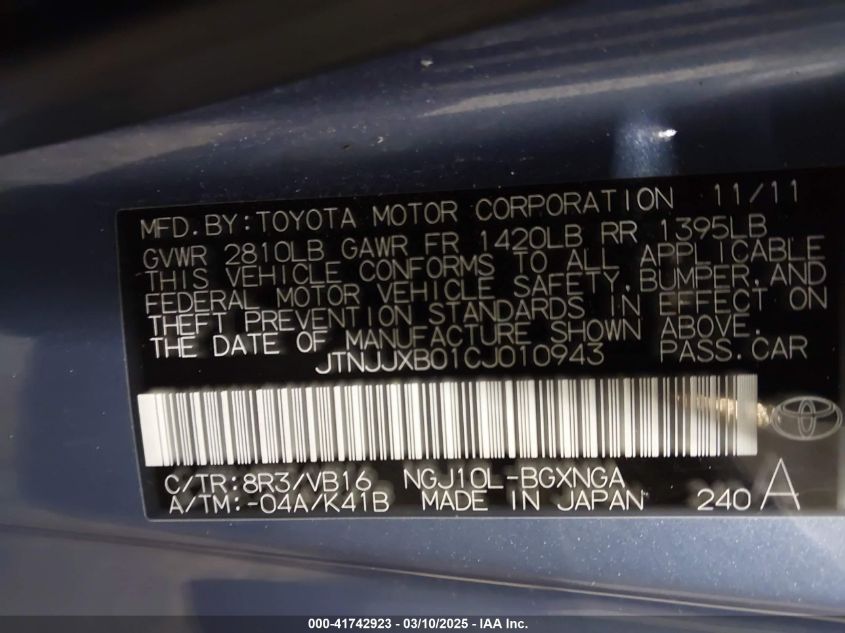 MFD. BY: TOYOTA MOTOR CORPORATION 11/11
GVWR 2810LB GAWR FR 1420LB RR 1395LB
THIS VEHICLE CONFORMS TO ALL APPLICABLE
FEDERAL MOTOR VEHICLE SAFETY, BUMPER, AND
THEFT PREVENTION STANDARDS IN EFFECT ON
THE DATE OF MANUFACTURE SHOWN ABOVE.
JTNJJXB01CJ010943 PASS. CAR
C/TR: 8R3/VB16 NGJ10L-BGXNGA
A/TM: -04A/K41B MADE IN JAPAN 240 A
000-41742923 - 03/10/2025 - IAA Inc.